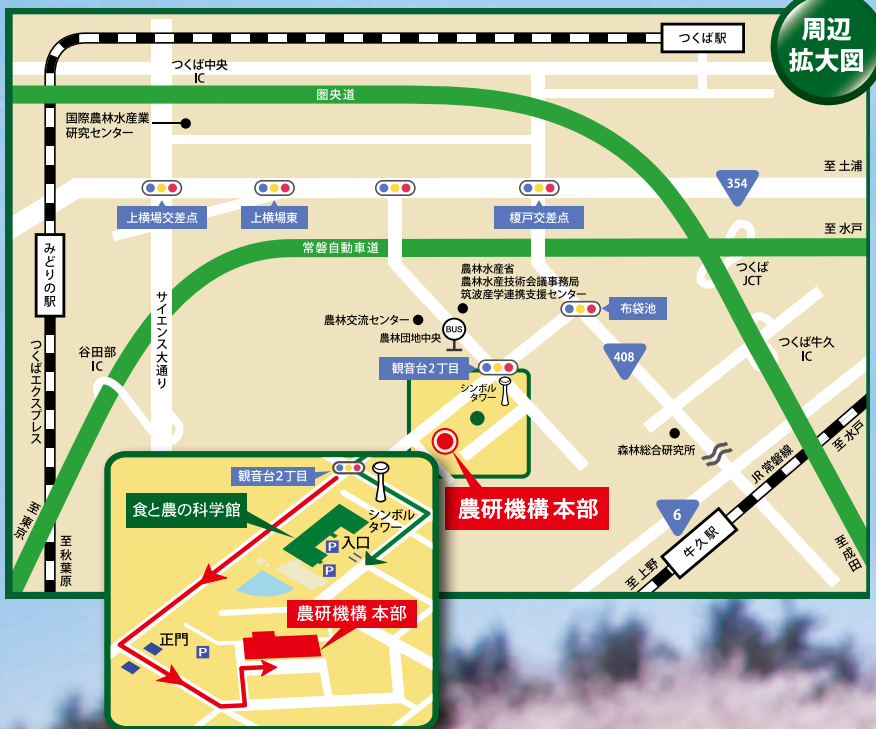 周辺
拡大図
つくば駅
つくば中央
IC
圏央道
国際農林水産業
研究センター
至 土浦
354
上横場交差点
上横場東
榎戸交差点
至 水戸
常磐自動車道
みどりの駅
つくば
JCT
農林水産省
農林水産技術会議事務局
筑波産学連携支援センター
サイエンス大通り
布袋池
農林交流センター
BUS
農林団地中央
つくばエクスプレス
谷田部
IC
408
つくば牛久
IC
観音台2丁目
シンボル
タワー
森林総合研究所
至 水戸
JR 常磐線
観音台2丁目
農研機構 本部
食と農の科学館
シンボル
タワー
6
至 東京
入口
P
牛久駅
至 秋葉原
至 成田
P
至 上野
農研機構 本部
正門
P